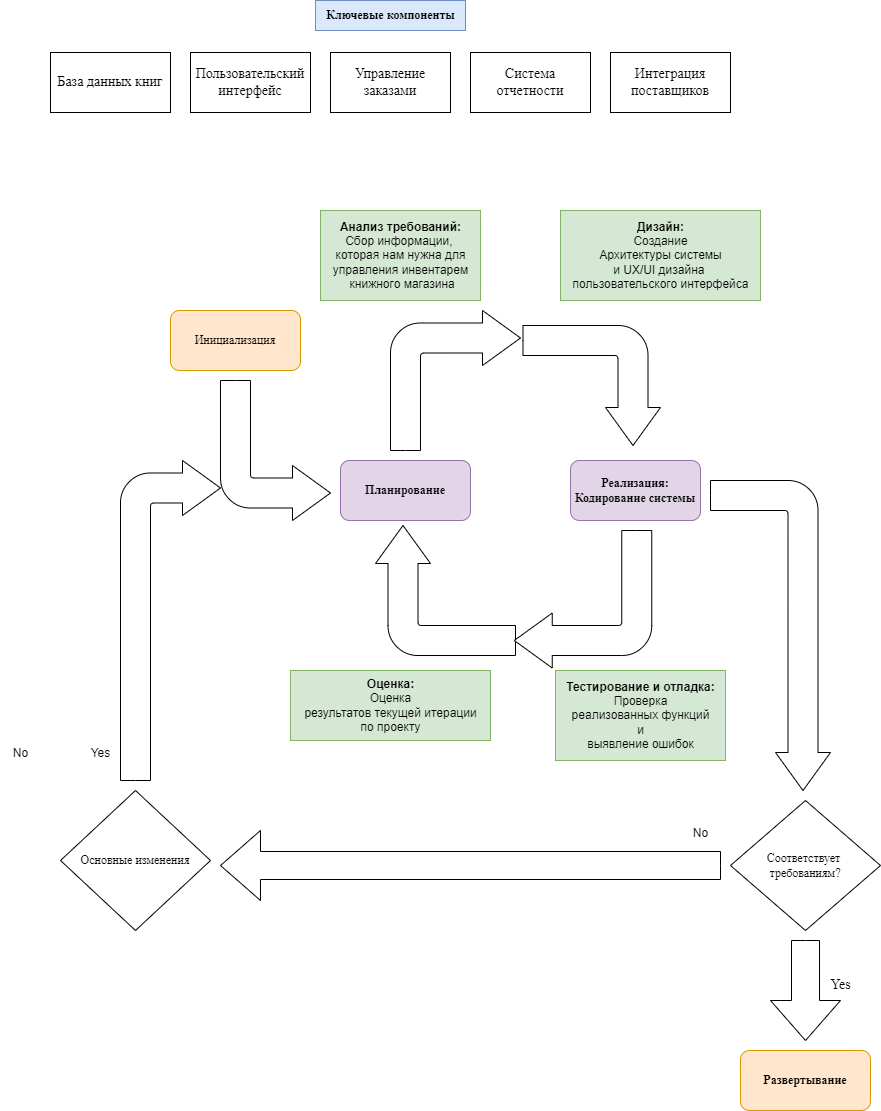 Ключевые компоненты
База данных книг
Пользовательский
интерфейс
Управление
заказами
Система
отчетности
Интеграция
поставщиков
Анализ требований:
Сбор информации,
которая нам нужна для
управления инвентарем
книжного магазина
Дизайн:
Создание
Архитектуры системы
и UX/UI дизайна
пользовательского интерфейса
Инициализация
Планирование
Реализация:
Кодирование системы
Оценка:
Оценка
результатов текущей итерации
по проекту
Тестирование и отладка:
Проверка
реализованных функций
и
выявление ошибок
No
Yes
No
Основные изменения
Соответствует
требованиям?
Yes
Развертывание